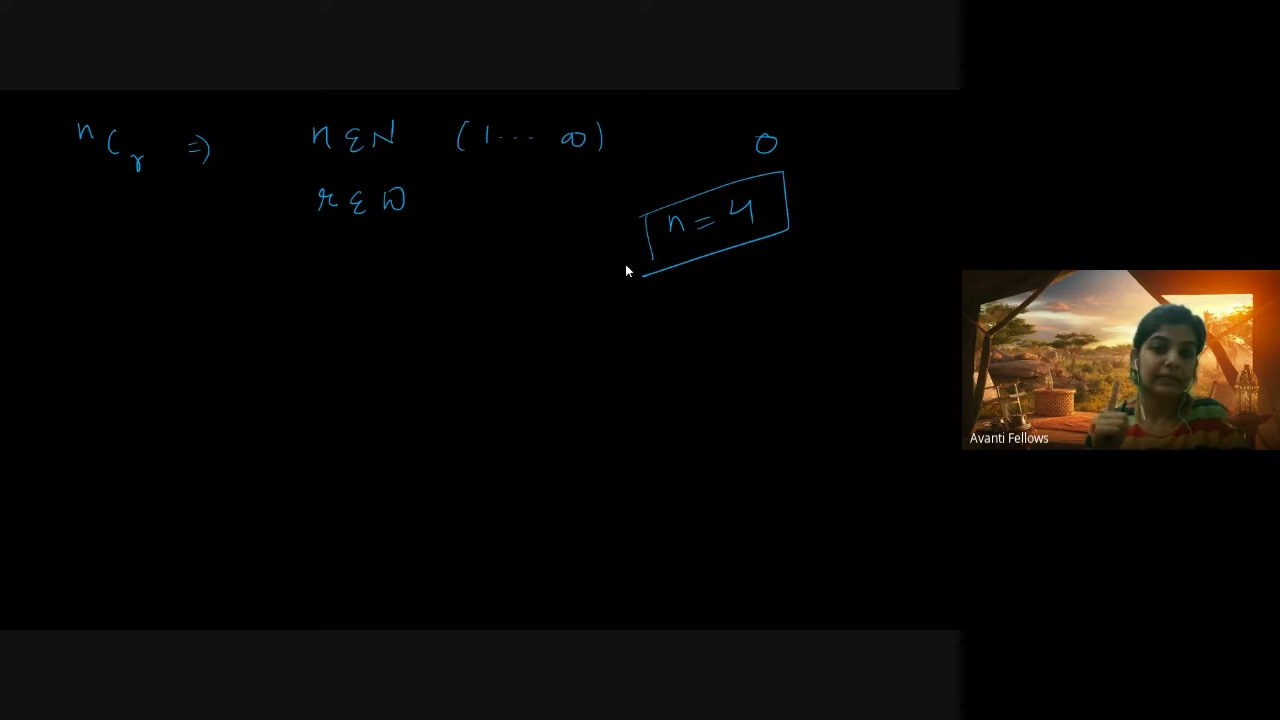 nCr ⇒ n ∈ N (1 ---- ∞) 0
r ∈ W
n = 4
Avanti Fellows